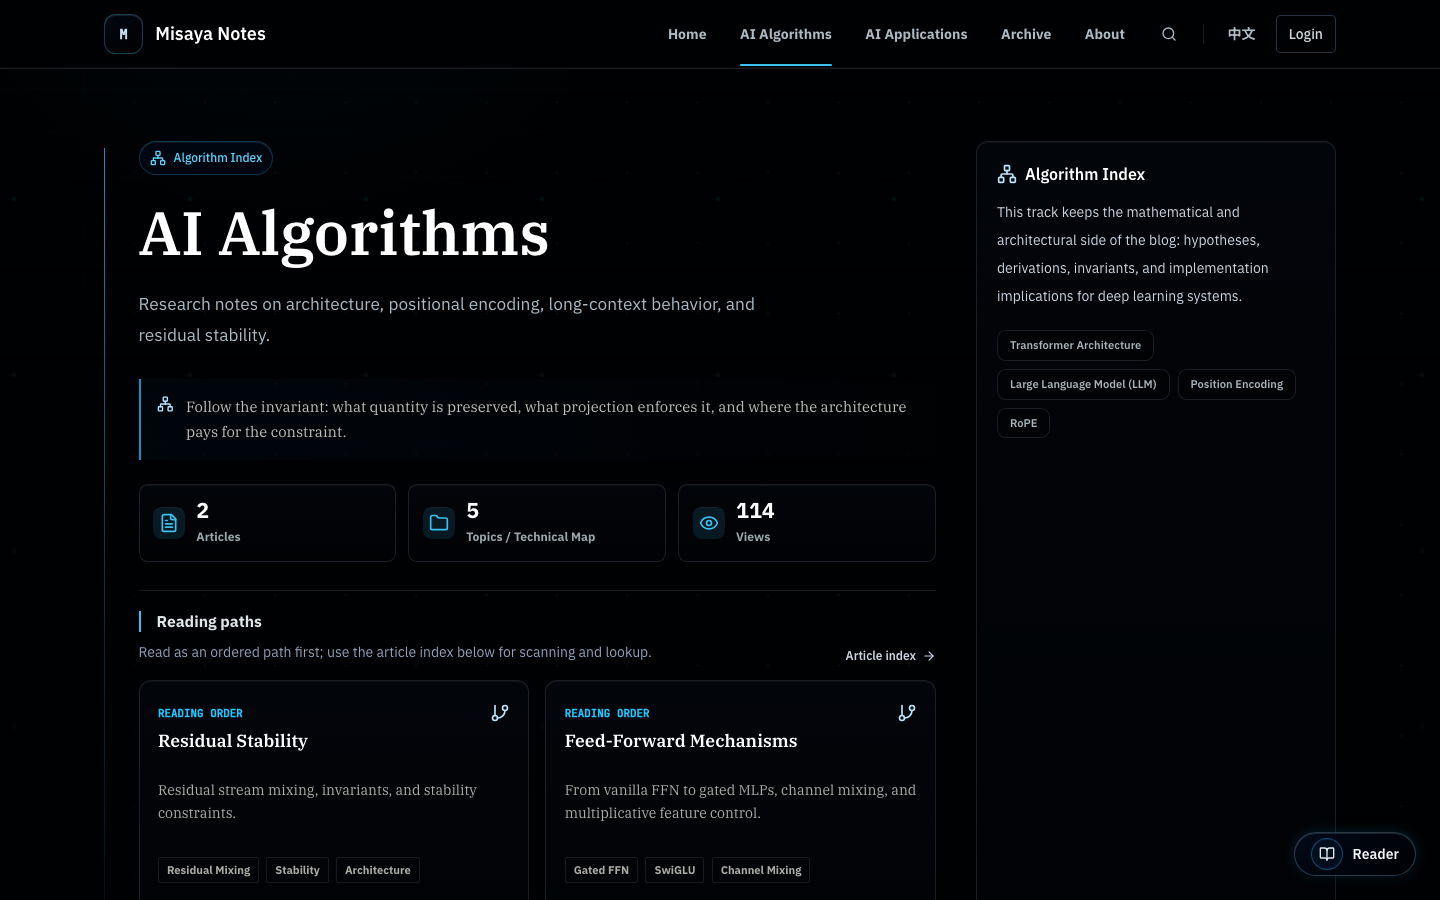 M
Misaya Notes
Home
AI Algorithms
AI Applications
Archive
About
中文
Login
Algorithm Index
AI Algorithms
Research notes on architecture, positional encoding, long-context behavior, and
residual stability.
Follow the invariant: what quantity is preserved, what projection enforces it, and where the architecture
pays for the constraint.
2
Articles
5
Topics / Technical Map
114
Views
Reading paths
Read as an ordered path first; use the article index below for scanning and lookup.
Article index
READING ORDER
Residual Stability
Residual stream mixing, invariants, and stability
constraints.
Residual Mixing
Stability
Architecture
READING ORDER
Feed-Forward Mechanisms
From vanilla FFN to gated MLPs, channel mixing, and
multiplicative feature control.
Gated FFN
SwiGLU
Channel Mixing
Algorithm Index
This track keeps the mathematical and
architectural side of the blog: hypotheses,
derivations, invariants, and implementation
implications for deep learning systems.
Transformer Architecture
Large Language Model (LLM)
Position Encoding
RoPE
Reader